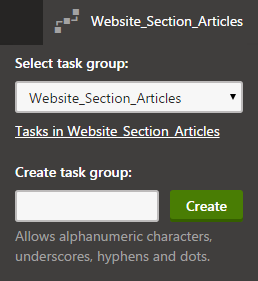 Website_Section_Articles
Select task group:
Website_Section_Articles
Tasks in Website_Section_Articles
Create task group:
Create
Allows alphanumeric characters,
underscores, hyphens and dots.